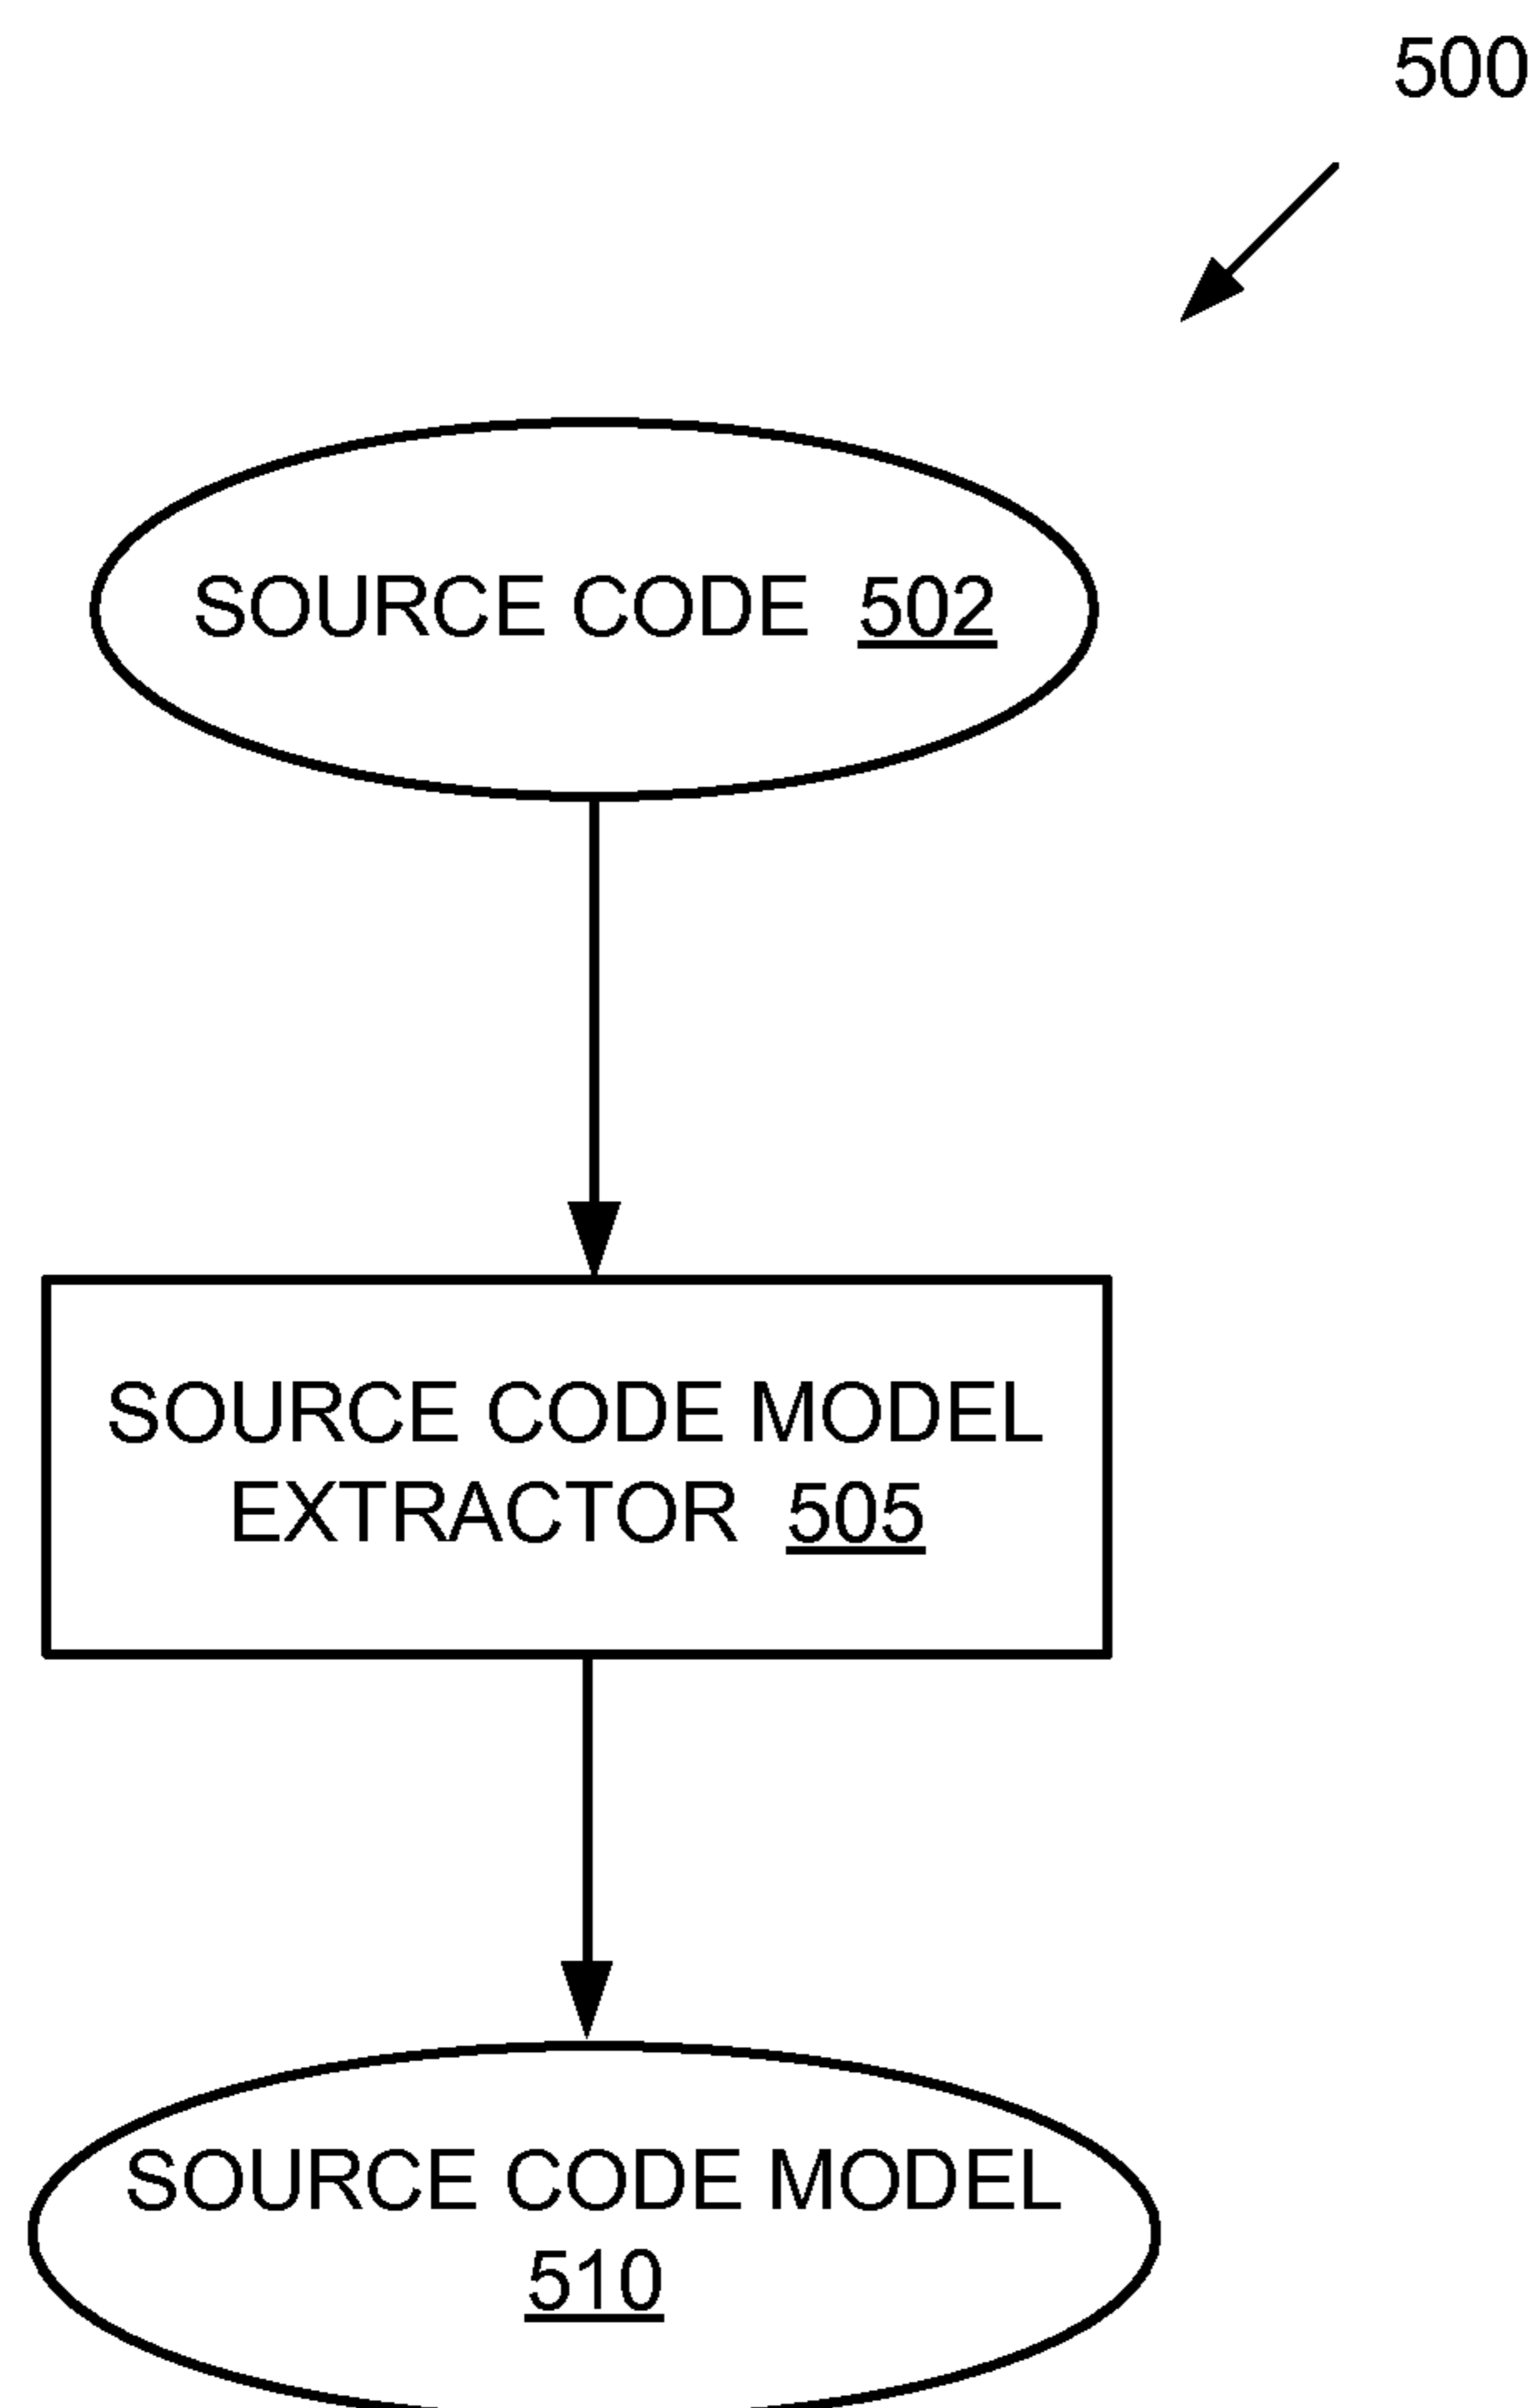 500
SOURCE CODE 502
SOURCE CODE MODEL
EXTRACTOR 505
SOURCE CODE MODEL
510